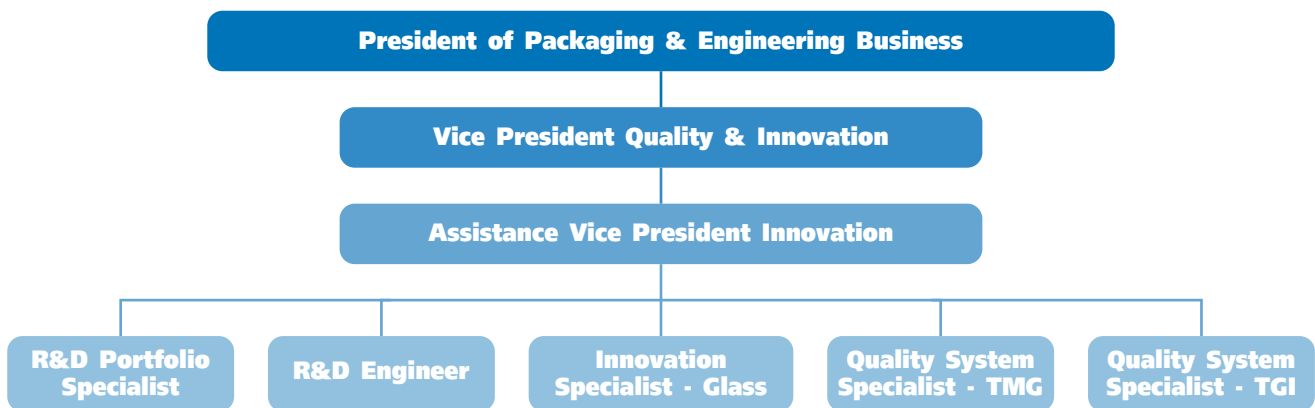 President of Packaging & Engineering Business
Vice President Quality & Innovation
Assistance Vice President Innovation
R&D Portfolio
Specialist
R&D Engineer
Innovation
Specialist - Glass
Quality System
Specialist - TMG
Quality System
Specialist - TGI